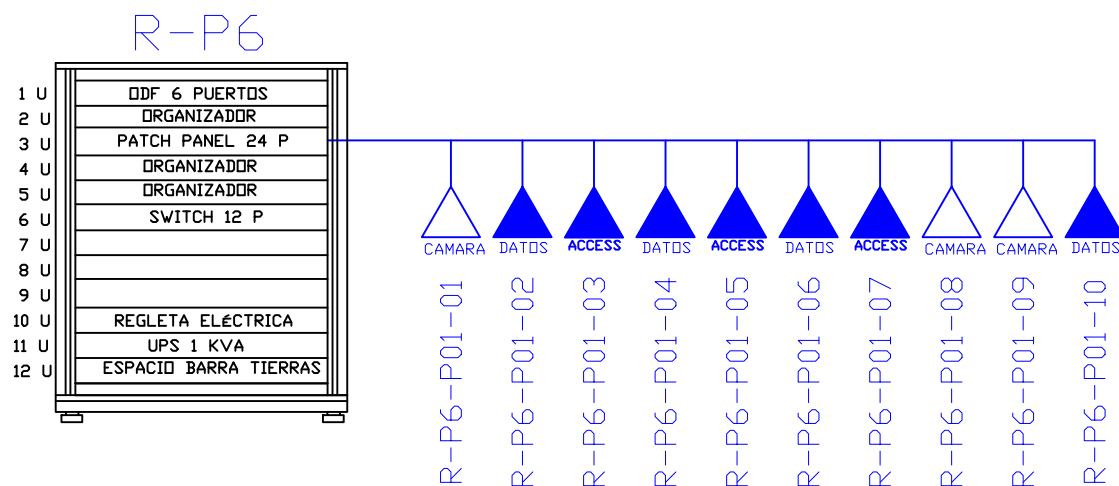 R-P6
1 U ODF 6 PUERTOS
2 U ORGANIZADOR
3 U PATCH PANEL 24 P
4 U ORGANIZADOR
5 U ORGANIZADOR
6 U SWITCH 12 P
7 U
8 U
9 U
10 U REGLETA ELéCTRICA
11 U UPS 1 KVA
12 U ESPACIO BARRA TIERRAS
CAMARA DATOS ACCESS DATOS ACCESS DATOS ACCESS CAMARA CAMARA DATOS
R-P6-P01-01
R-P6-P01-02
R-P6-P01-03
R-P6-P01-04
R-P6-P01-05
R-P6-P01-06
R-P6-P01-07
R-P6-P01-08
R-P6-P01-09
R-P6-P01-10